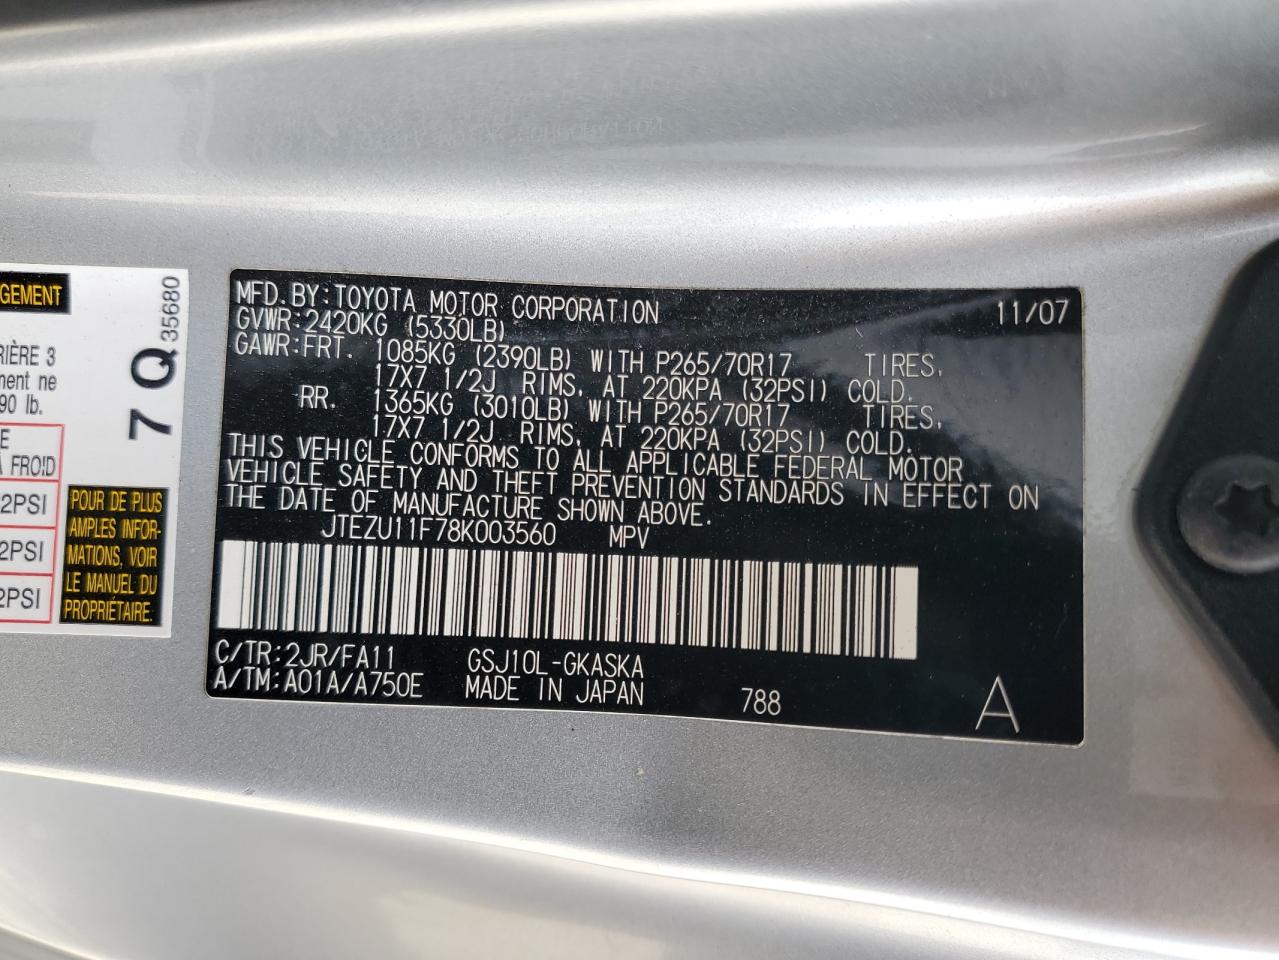 GEMENT
RIÈRE 3
ment ne
90 lb.
E
A FROID
2PSI
2PSI
2PSI
7 Q 35680
POUR DE PLUS
AMPLES INFOR-
MATIONS, VOIR
LE MANUEL DU
PROPRIÉTAIRE.
MFD.BY:TOYOTA MOTOR CORPORATION 11/07
GVWR:2420KG (5330LB)
GAWR:FRT. 1085KG (2390LB) WITH P265/70R17 TIRES,
17X7 1/2J RIMS, AT 220KPA (32PSI) COLD.
RR. 1365KG (3010LB) WITH P265/70R17 TIRES,
17X7 1/2J RIMS, AT 220KPA (32PSI) COLD.
THIS VEHICLE CONFORMS TO ALL APPLICABLE FEDERAL MOTOR
VEHICLE SAFETY AND THEFT PREVENTION STANDARDS IN EFFECT ON
THE DATE OF MANUFACTURE SHOWN ABOVE.
JTEZU11F78K003560 MPV
C/TR:2JR/FA11 GSJ10L-GKASKA
A/TM:A01A/A750E MADE IN JAPAN 788 A